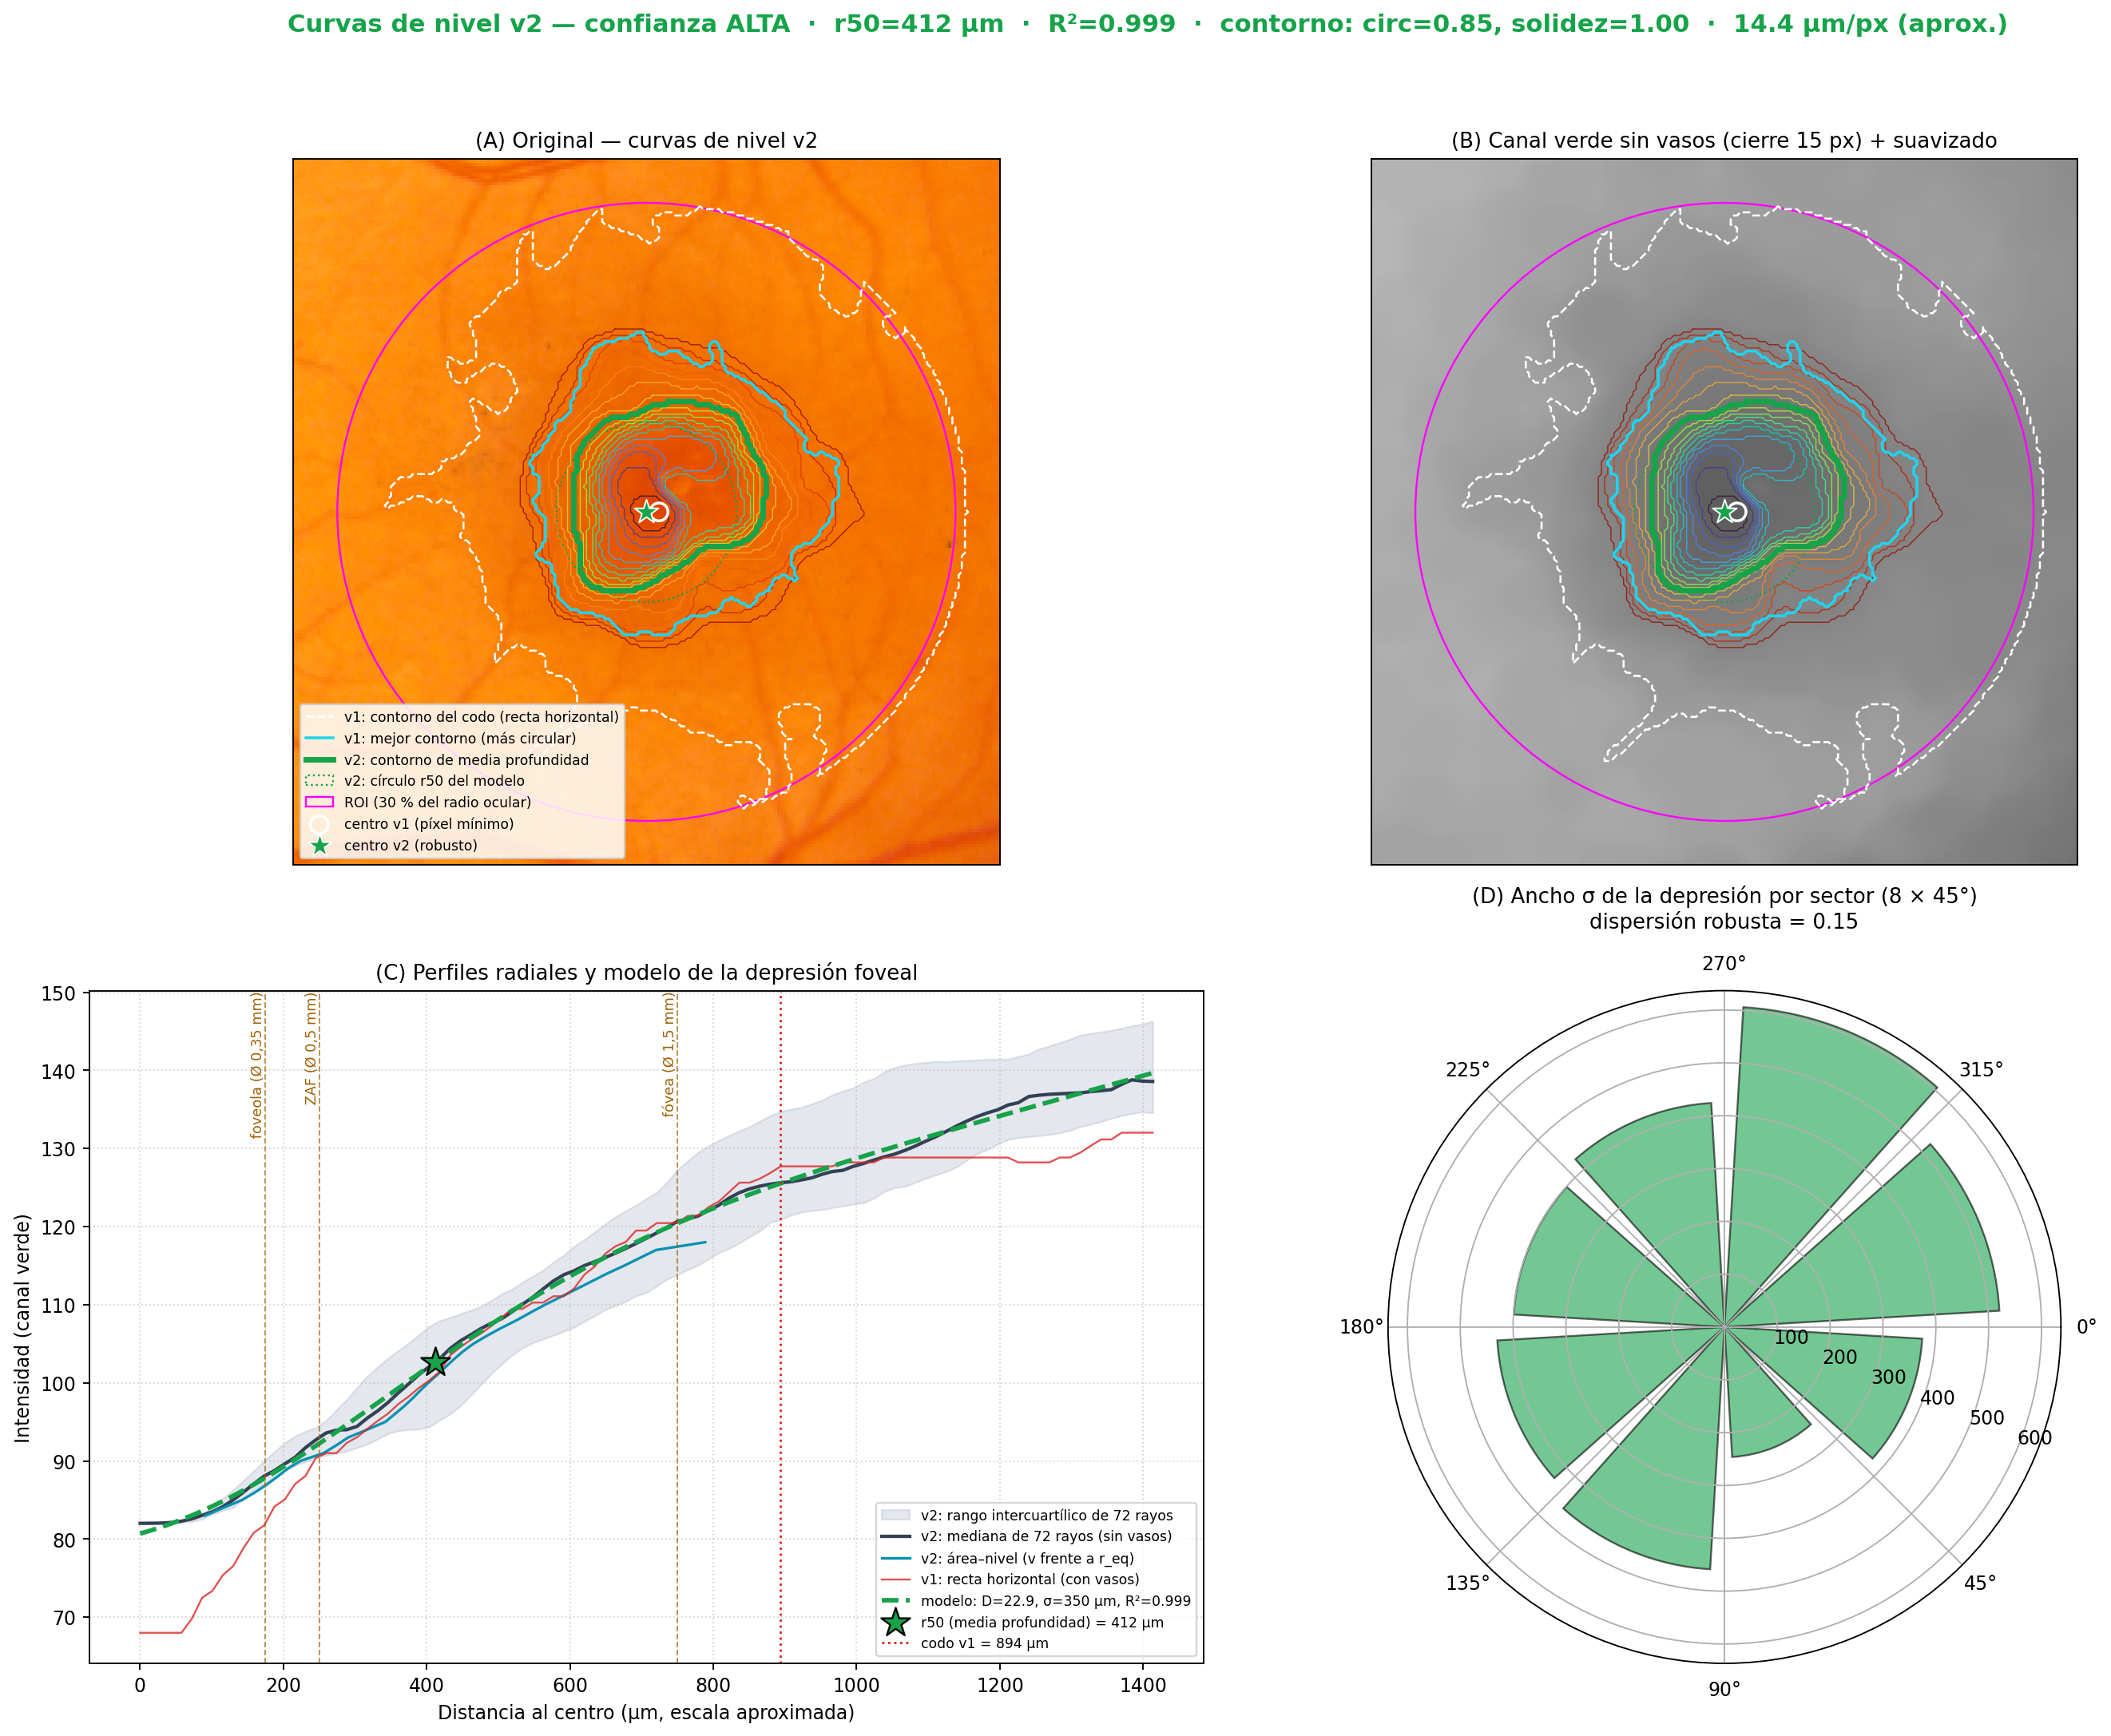 Curvas de nivel v2 — confianza ALTA · r50=412 µm · R²=0.999 · contorno: circ=0.85, solidez=1.00 · 14.4 µm/px (aprox.)
(A) Original — curvas de nivel v2
v1: contorno del codo (recta horizontal)
v1: mejor contorno (más circular)
v2: contorno de media profundidad
v2: círculo r50 del modelo
ROI (30 % del radio ocular)
centro v1 (píxel mínimo)
centro v2 (robusto)
(B) Canal verde sin vasos (cierre 15 px) + suavizado
(C) Perfiles radiales y modelo de la depresión foveal
Intensidad (canal verde)
150
140
130
120
110
100
90
80
70
foveola (Ø 0,35 mm)
ZAF (Ø 0,5 mm)
fóvea (Ø 1,5 mm)
v2: rango intercuartílico de 72 rayos
v2: mediana de 72 rayos (sin vasos)
v2: área–nivel (v frente a r_eq)
v1: recta horizontal (con vasos)
modelo: D=22.9, σ=350 µm, R²=0.999
r50 (media profundidad) = 412 µm
codo v1 = 894 µm
0 200 400 600 800 1000 1200 1400
Distancia al centro (µm, escala aproximada)
(D) Ancho σ de la depresión por sector (8 × 45°)
dispersión robusta = 0.15
270°
225°
315°
180°
0°
100
200
300
400
500
600
135°
45°
90°